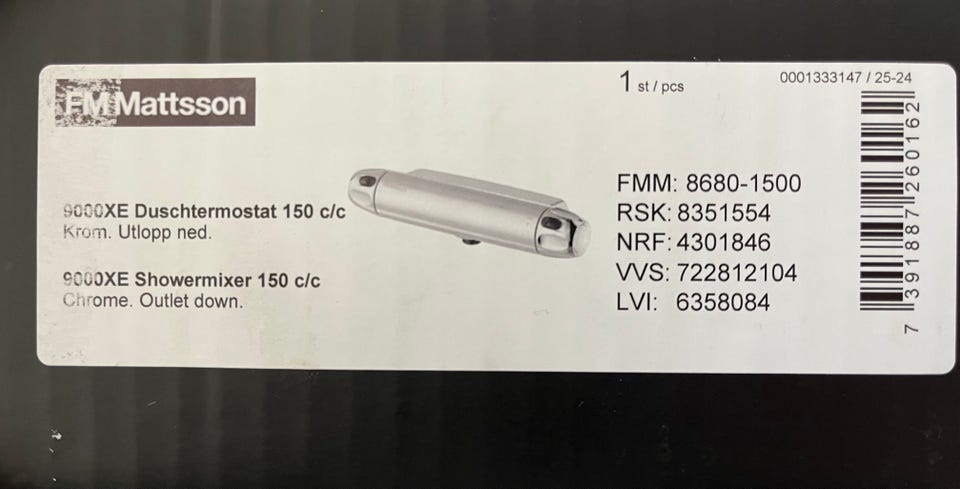 FM Mattsson
1 st / pcs
0001333147 / 25-24
9000XE Duschtermostat 150 c/c
Krom. Utlopp ned.
9000XE Showermixer 150 c/c
Chrome. Outlet down.
FMM: 8680-1500
RSK: 8351554
NRF: 4301846
VVS: 722812104
LVI: 6358084
7 391887 260162